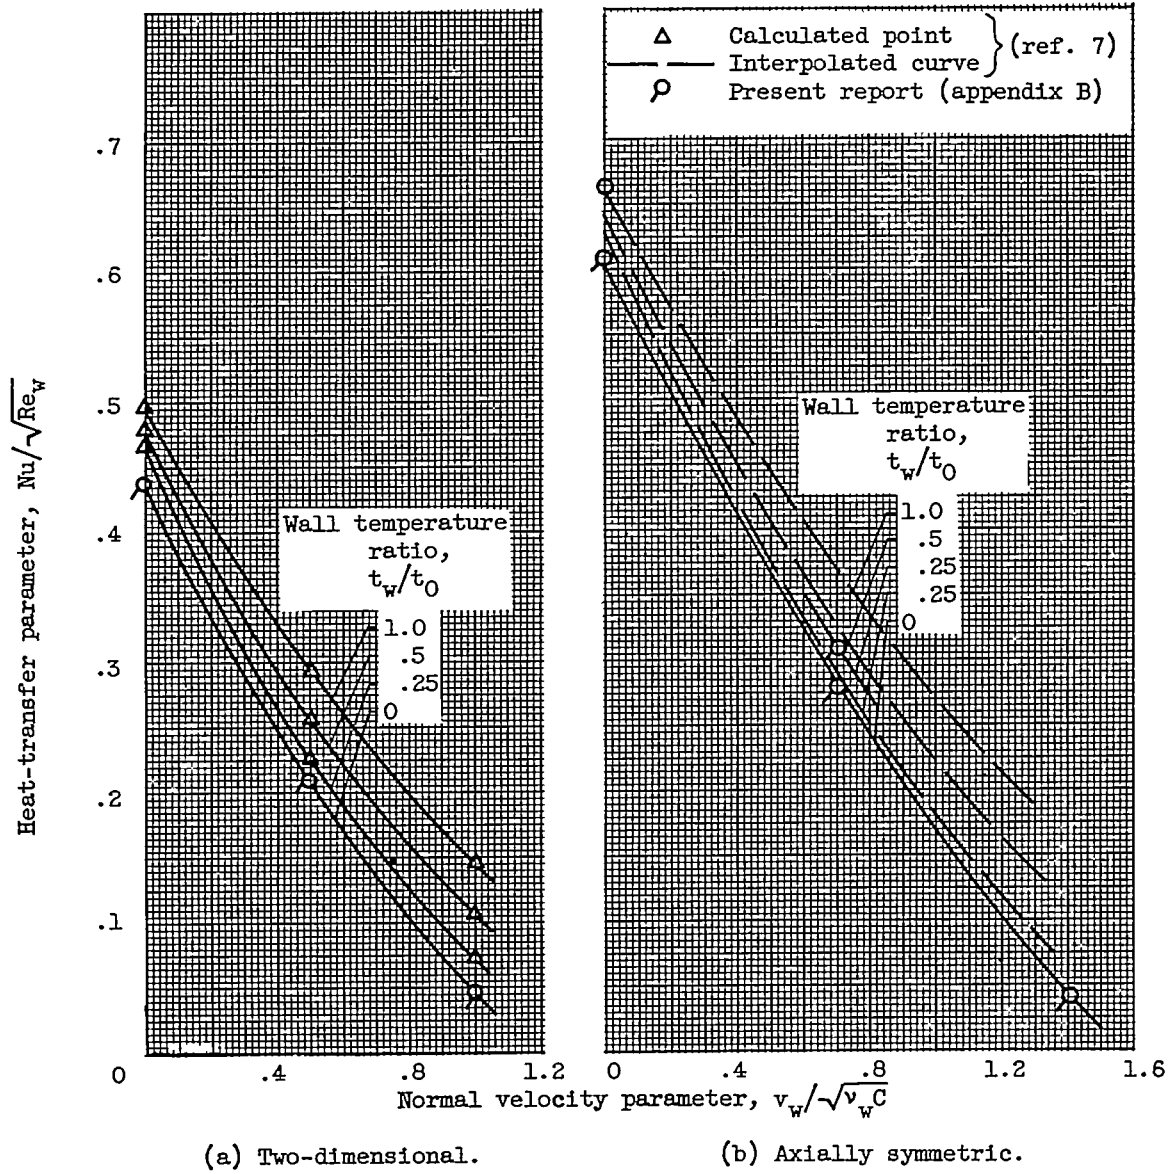 △ Calculated point
— — Interpolated curve } (ref. 7)
Present report (appendix B)
Heat-transfer parameter, Nu/√Re_w
.7
.6
.5
.4
.3
.2
.1
0
Wall temperature
ratio,
t_w/t_0
1.0
.5
.25
0
0 .4 .8 1.2
Wall temperature
ratio,
t_w/t_0
1.0
.5
.25
.25
0
0 .4 .8 1.2 1.6
Normal velocity parameter, v_w/√ν_wC
(a) Two-dimensional.
(b) Axially symmetric.